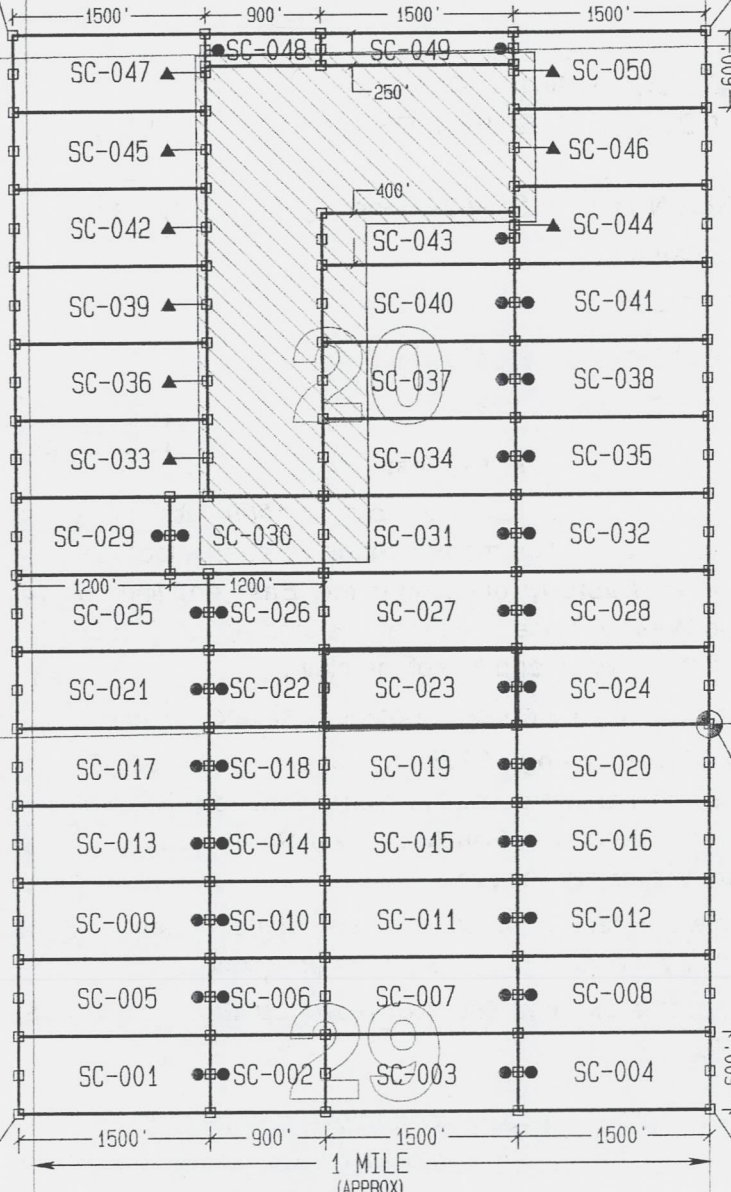 1500' 900' 1500' 1500'
SC-048 SC-049
SC-047 SC-050
600'
250'
SC-045 SC-046
400'
SC-042 SC-043 SC-044
SC-039 SC-040 SC-041
20
SC-036 SC-037 SC-038
SC-033 SC-034 SC-035
SC-029 SC-030 SC-031 SC-032
1200' 1200'
SC-025 SC-026 SC-027 SC-028
SC-021 SC-022 SC-023 SC-024
SC-017 SC-018 SC-019 SC-020
SC-013 SC-014 SC-015 SC-016
SC-009 SC-010 SC-011 SC-012
SC-005 SC-006 SC-007 SC-008
29
SC-001 SC-002 SC-003 SC-004
600'
1500' 900' 1500' 1500'
1 MILE
(APPROX)